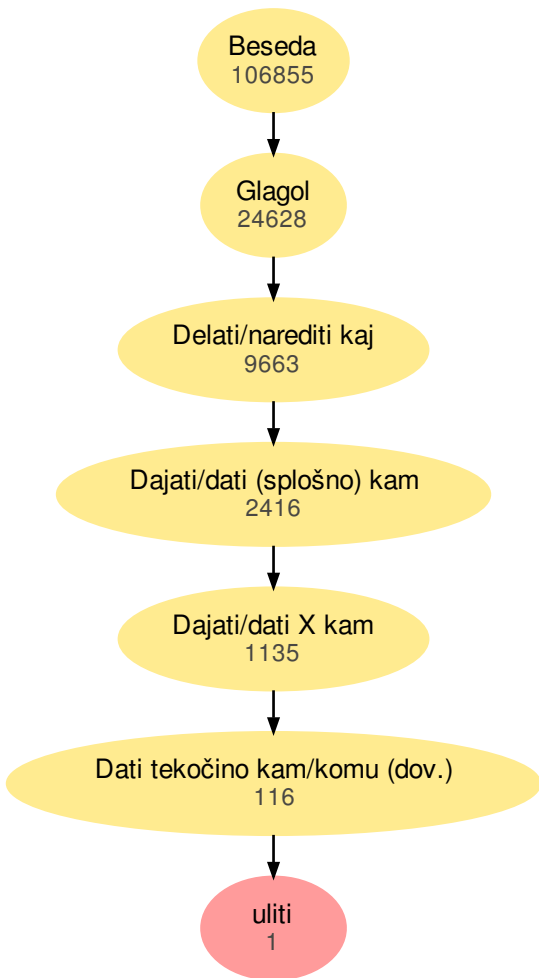 Beseda
106855
Glagol
24628
Delati/narediti kaj
9663
Dajati/dati (splošno) kam
2416
Dajati/dati X kam
1135
Dati tekočino kam/komu (dov.)
116
uliti
1